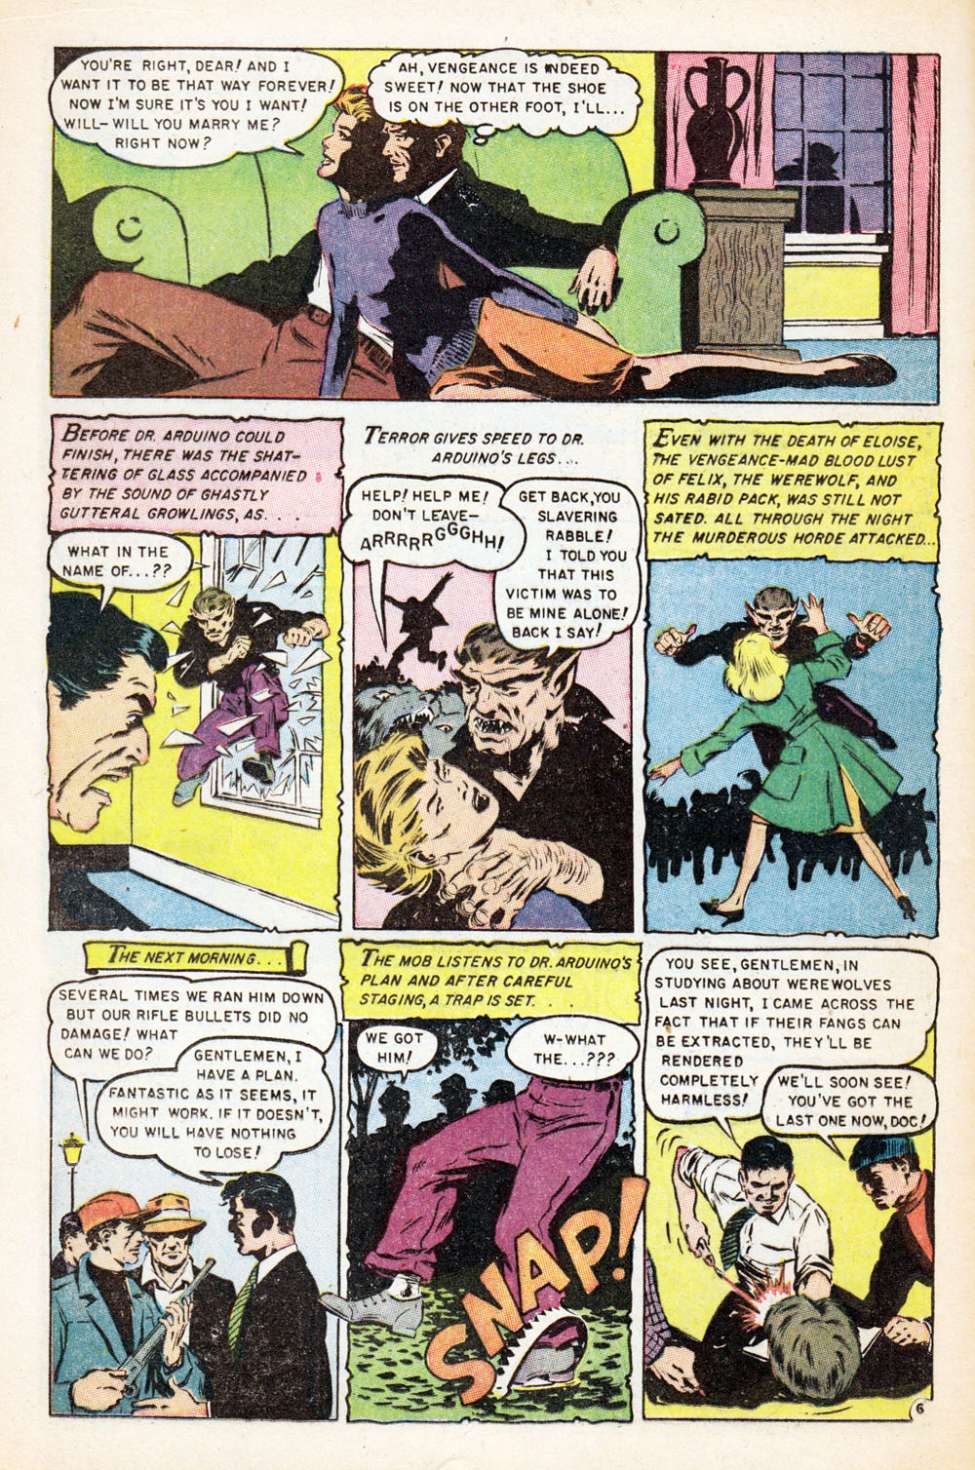 YOU'RE RIGHT, DEAR! AND I
WANT IT TO BE THAT WAY FOREVER!
NOW I'M SURE IT'S YOU I WANT!
WILL- WILL YOU MARRY ME?
RIGHT NOW?
AH, VENGEANCE IS INDEED
SWEET! NOW THAT THE SHOE
IS ON THE OTHER FOOT, I'LL...
BEFORE DR. ARDUINO COULD
FINISH, THERE WAS THE SHAT-
TERING OF GLASS ACCOMPANIED
BY THE SOUND OF GHASTLY
GUTTERAL GROWLINGS, AS. . . .
WHAT IN THE
NAME OF...??
TERROR GIVES SPEED TO DR.
ARDUINO'S LEGS...
HELP! HELP ME!
DON'T LEAVE-
ARRRRRGGGGHH!
GET BACK, YOU
SLAVERING
RABBLE!
I TOLD YOU
THAT THIS
VICTIM WAS TO
BE MINE ALONE!
BACK I SAY!
EVEN WITH THE DEATH OF ELOISE,
THE VENGEANCE-MAD BLOOD LUST
OF FELIX, THE WEREWOLF, AND
HIS RABID PACK, WAS STILL NOT
SATED. ALL THROUGH THE NIGHT
THE MURDEROUS HORDE ATTACKED...
THE NEXT MORNING...
SEVERAL TIMES WE RAN HIM DOWN
BUT OUR RIFLE BULLETS DID NO
DAMAGE! WHAT
CAN WE DO?
GENTLEMEN, I
HAVE A PLAN.
FANTASTIC AS IT SEEMS, IT
MIGHT WORK. IF IT DOESN'T,
YOU WILL HAVE NOTHING
TO LOSE!
THE MOB LISTENS TO DR. ARDUINO'S
PLAN AND AFTER CAREFUL
STAGING, A TRAP IS SET. . . .
WE GOT
HIM!
W-WHAT
THE...???
SNAP!
YOU SEE, GENTLEMEN, IN
STUDYING ABOUT WEREWOLVES
LAST NIGHT, I CAME ACROSS THE
FACT THAT IF THEIR FANGS CAN
BE EXTRACTED, THEY'LL BE
RENDERED
COMPLETELY
HARMLESS!
WE'LL SOON SEE!
YOU'VE GOT THE
LAST ONE NOW, DOC!
6